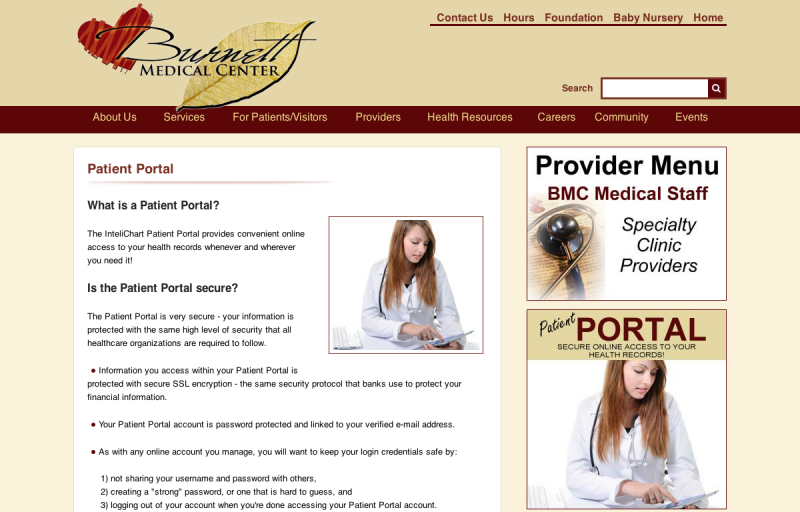 Contact Us Hours Foundation Baby Nursery Home
Burnett
MEDICAL CENTER
Search
About Us Services For Patients/Visitors Providers Health Resources Careers Community Events
Patient Portal
What is a Patient Portal?
The InteliChart Patient Portal provides convenient online
access to your health records whenever and wherever
you need it!
Is the Patient Portal secure?
The Patient Portal is very secure - your information is
protected with the same high level of security that all
healthcare organizations are required to follow.
● Information you access within your Patient Portal is
protected with secure SSL encryption - the same security protocol that banks use to protect your
financial information.
● Your Patient Portal account is password protected and linked to your verified e-mail address.
● As with any online account you manage, you will want to keep your login credentials safe by:
1) not sharing your username and password with others,
2) creating a "strong" password, or one that is hard to guess, and
3) logging out of your account when you're done accessing your Patient Portal account.
Provider Menu
BMC Medical Staff
Specialty
Clinic
Providers
Patient PORTAL
SECURE ONLINE ACCESS TO YOUR
HEALTH RECORDS!